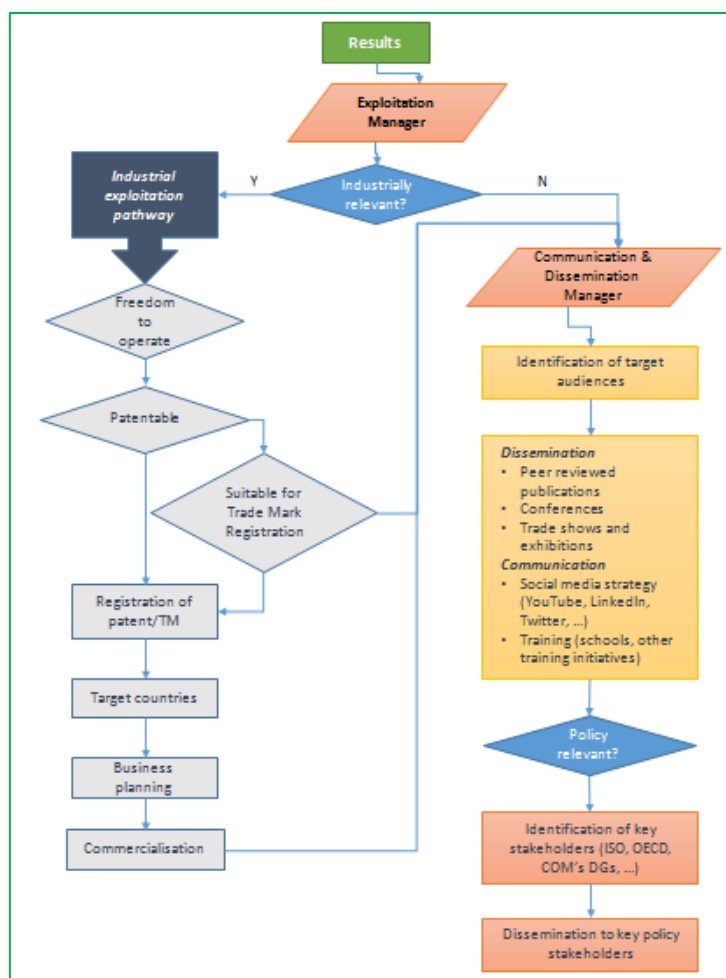 Results
Exploitation
Manager
Industrial
exploitation
pathway
Y
Industrially
relevant?
N
Communication &
Dissemination
Manager
Freedom
to
operate
Identification of target
audiences
Patentable
Suitable for
Trade Mark
Registration
Dissemination
• Peer reviewed
publications
• Conferences
• Trade shows and
exhibitions
Communication
• Social media strategy
(YouTube, LinkedIn,
Twitter, ...)
• Training (schools, other
training initiatives)
Registration of
patent/TM
Target countries
Business
planning
Commercialisation
Policy
relevant?
Identification of key
stakeholders (ISO, OECD,
COM's DGs, ...)
Dissemination to key policy
stakeholders